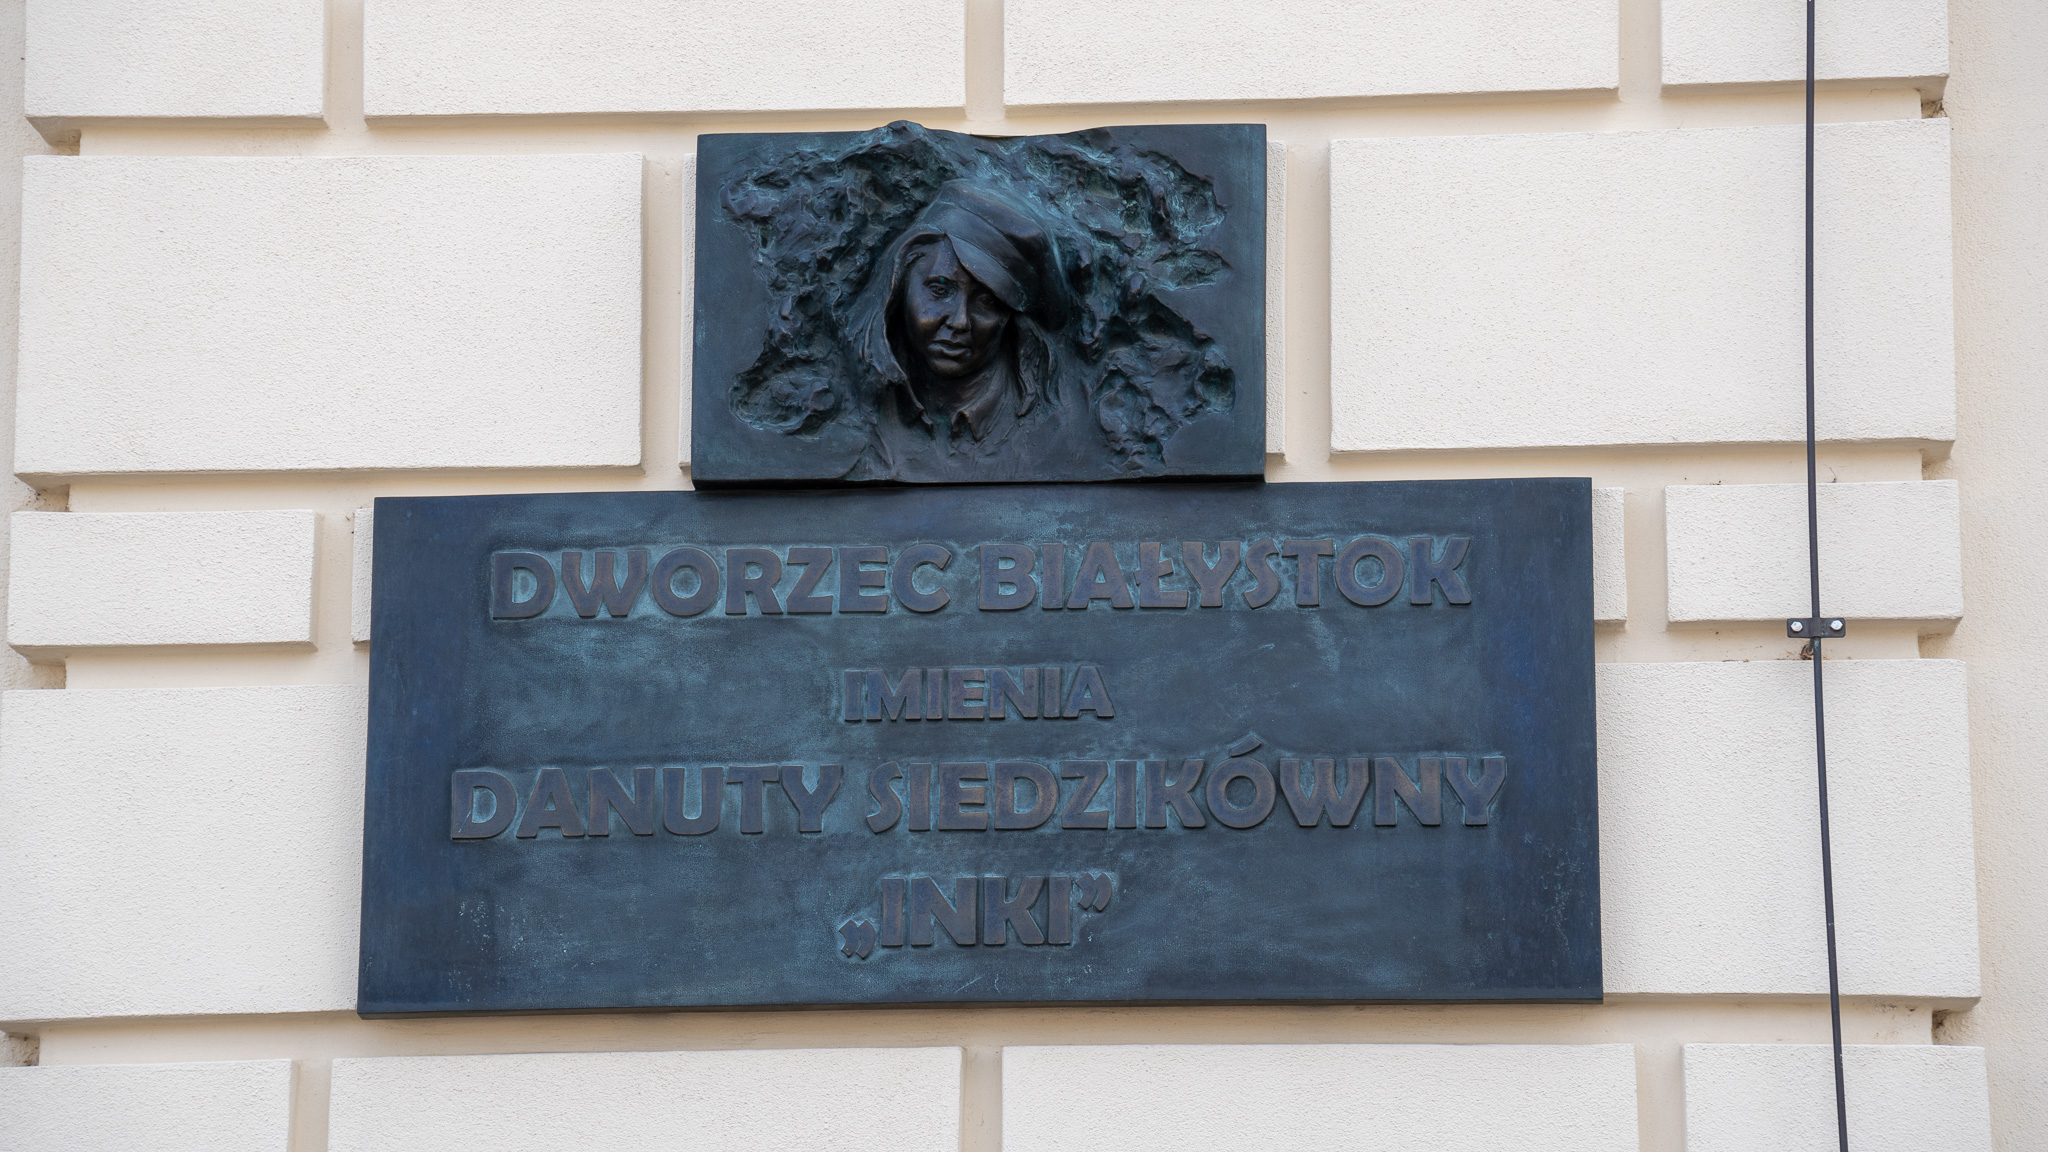 DWORZEC BIAŁYSTOK
IMIENIA
DANUTY SIEDZIKÓWNY
„INKI”